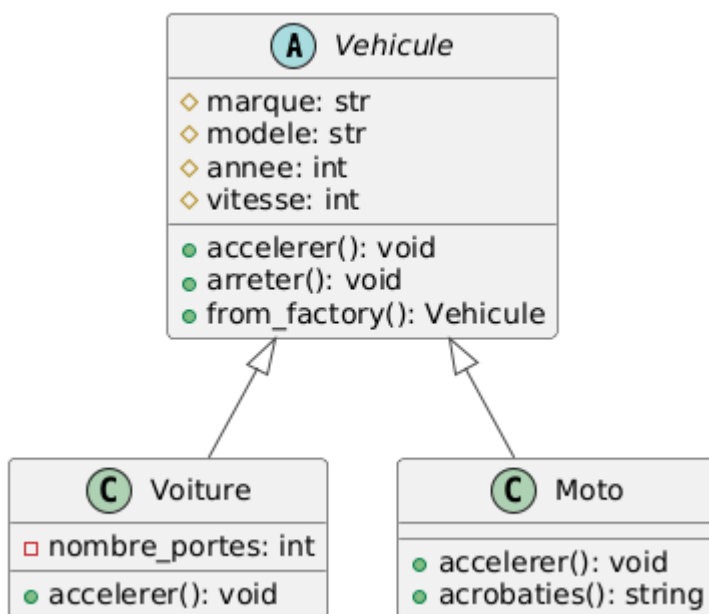 A Vehicule
marque: str
modele: str
annee: int
vitesse: int
accelerer(): void
arreter(): void
from_factory(): Vehicule
C Voiture
nombre_portes: int
accelerer(): void
C Moto
accelerer(): void
acrobaties(): string